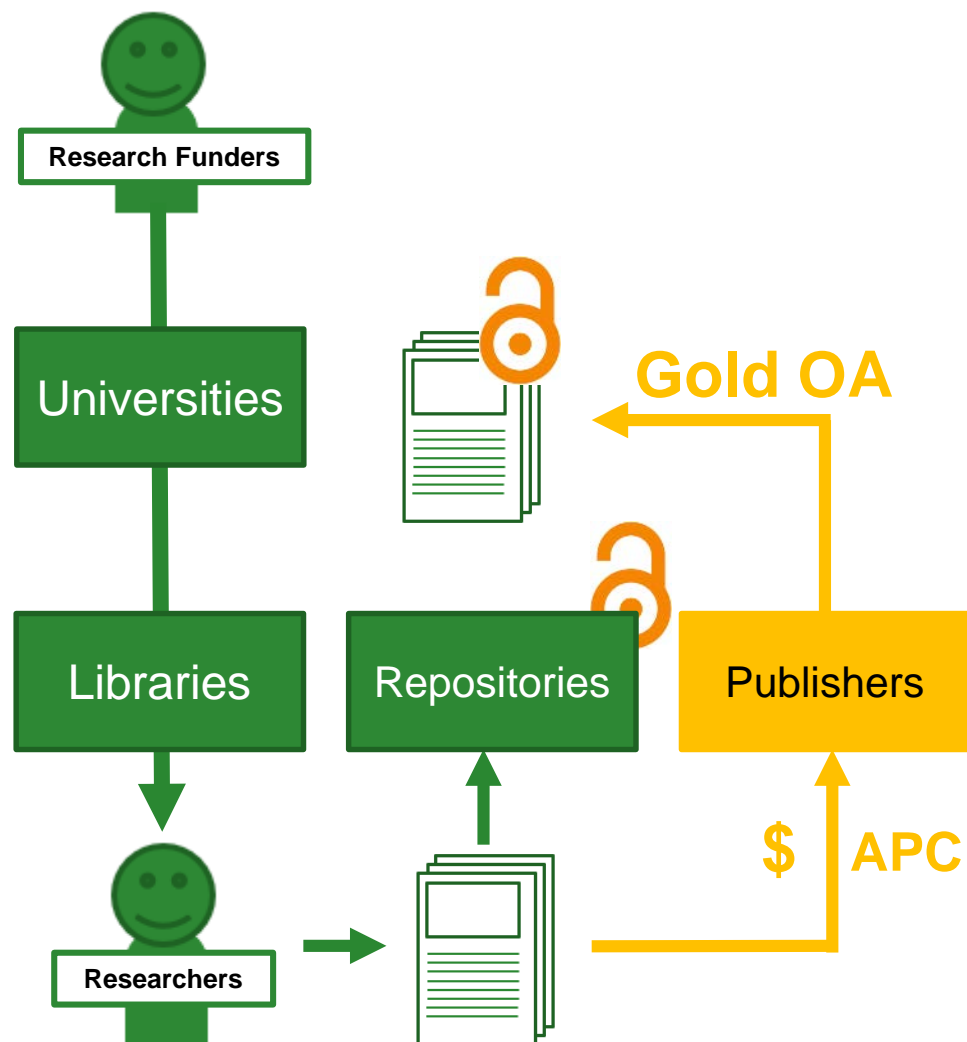 Research Funders
Universities
Gold OA
Libraries
Repositories
Publishers
$ APC
Researchers